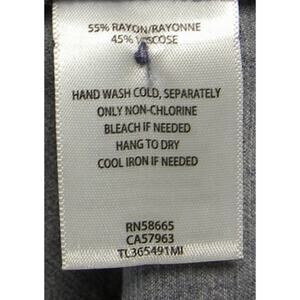 55% RAYON/RAYONNE
45% VISCOSE
HAND WASH COLD, SEPARATELY
ONLY NON-CHLORINE
BLEACH IF NEEDED
HANG TO DRY
COOL IRON IF NEEDED
RN58665
CA57963
TL365491MI